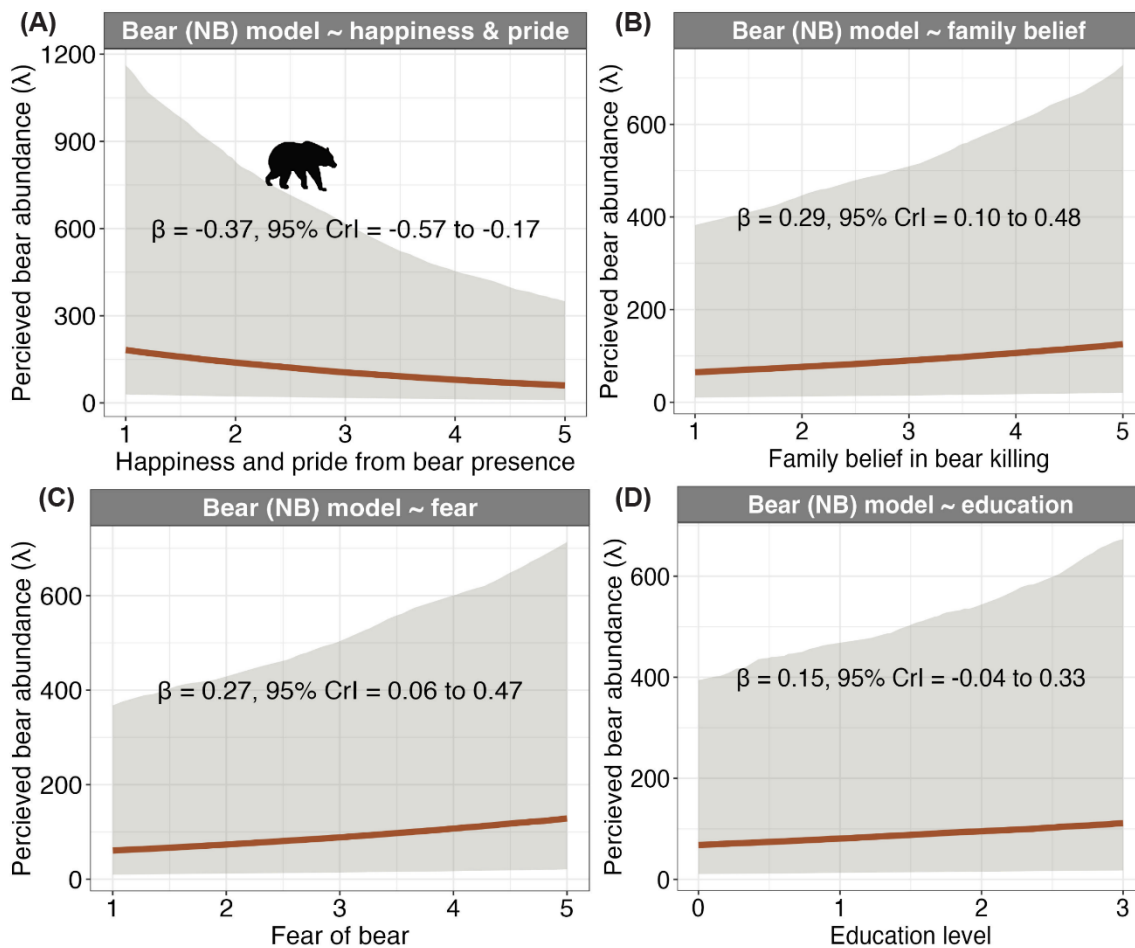 (A)
Bear (NB) model ~ happiness & pride
Percieved bear abundance (λ)
1200
900
600
300
0
β = -0.37, 95% CrI = -0.57 to -0.17
1 2 3 4 5
Happiness and pride from bear presence
(B)
Bear (NB) model ~ family belief
Percieved bear abundance (λ)
600
400
200
0
β = 0.29, 95% CrI = 0.10 to 0.48
1 2 3 4 5
Family belief in bear killing
(C)
Bear (NB) model ~ fear
Percieved bear abundance (λ)
600
400
200
0
β = 0.27, 95% CrI = 0.06 to 0.47
1 2 3 4 5
Fear of bear
(D)
Bear (NB) model ~ education
Percieved bear abundance (λ)
600
400
200
0
β = 0.15, 95% CrI = -0.04 to 0.33
0 1 2 3
Education level